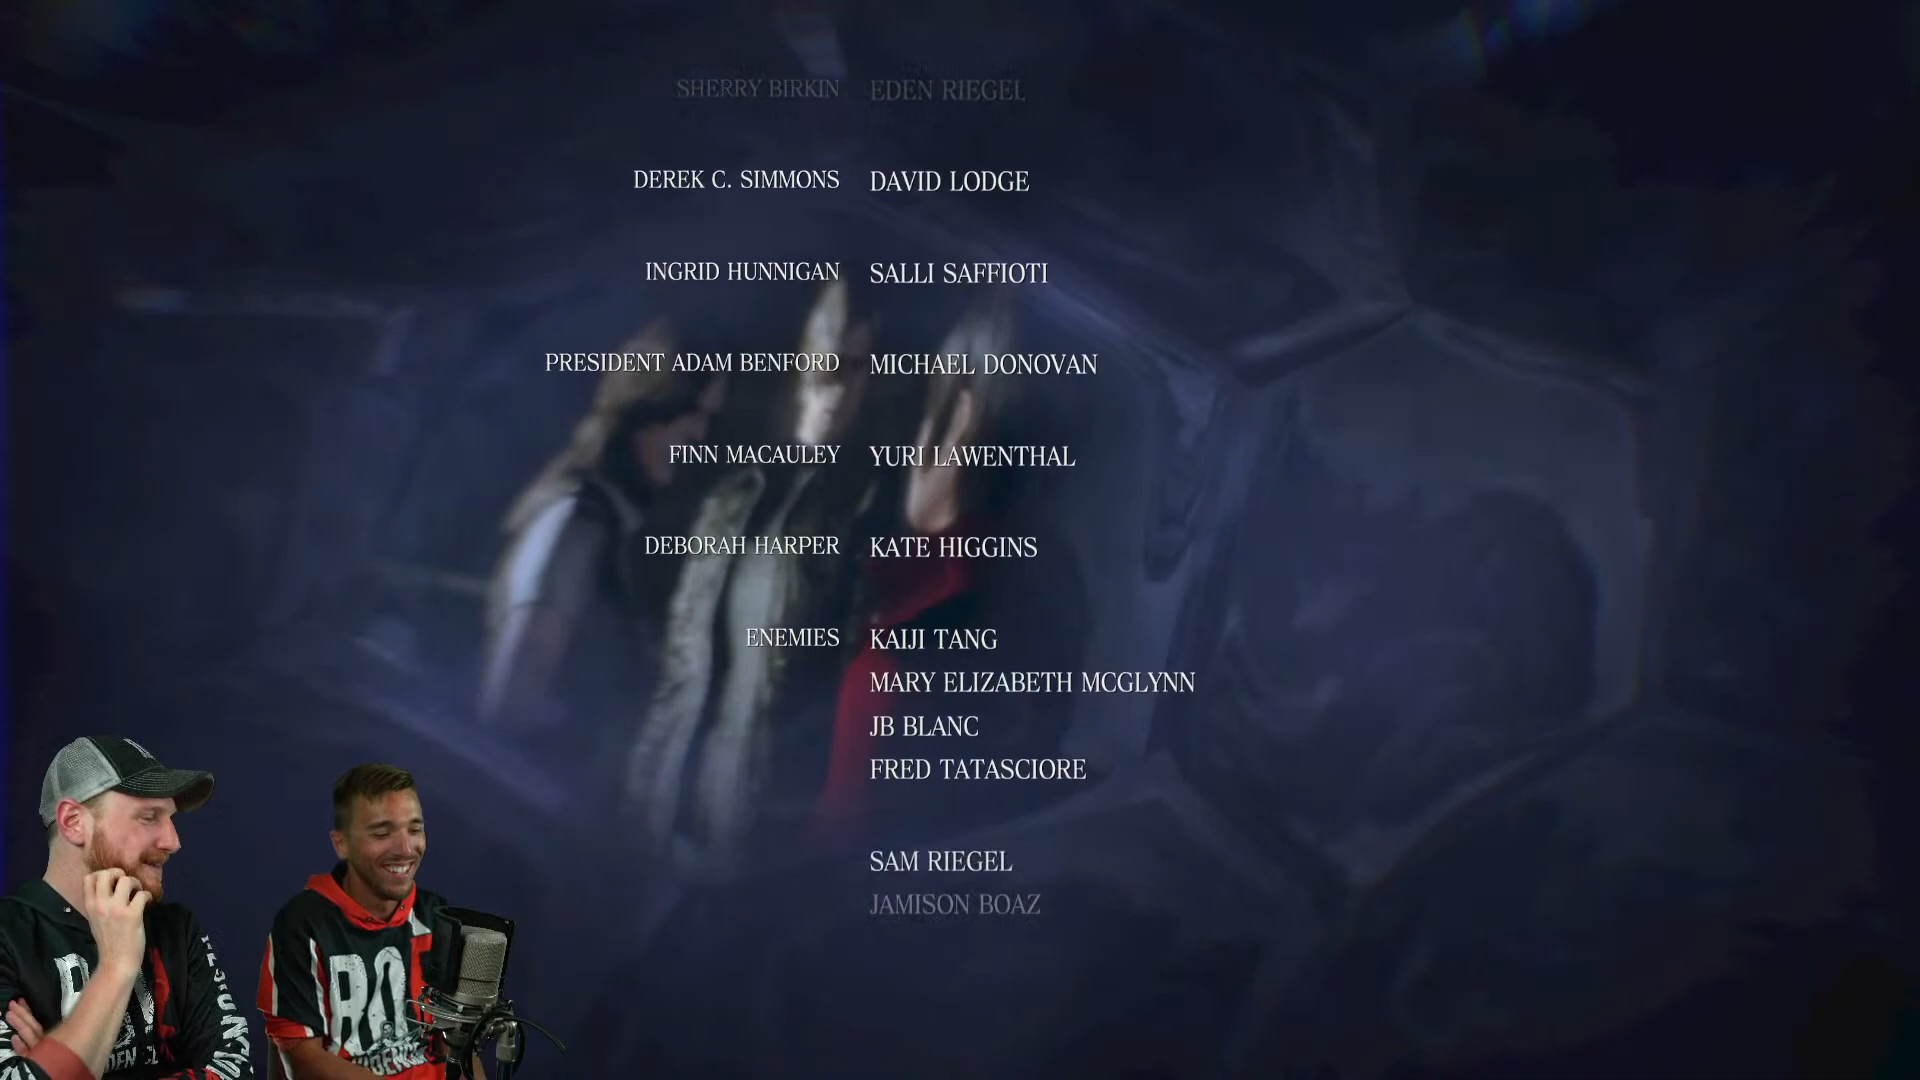 SHERRY BIRKIN EDEN RIEGEL
DEREK C. SIMMONS DAVID LODGE
INGRID HUNNIGAN SALLI SAFFIOTI
PRESIDENT ADAM BENFORD MICHAEL DONOVAN
FINN MACAULEY YURI LAWENTHAL
DEBORAH HARPER KATE HIGGINS
ENEMIES KAIJI TANG
MARY ELIZABETH MCGLYNN
JB BLANC
FRED TATASCIORE
SAM RIEGEL
JAMISON BOAZ